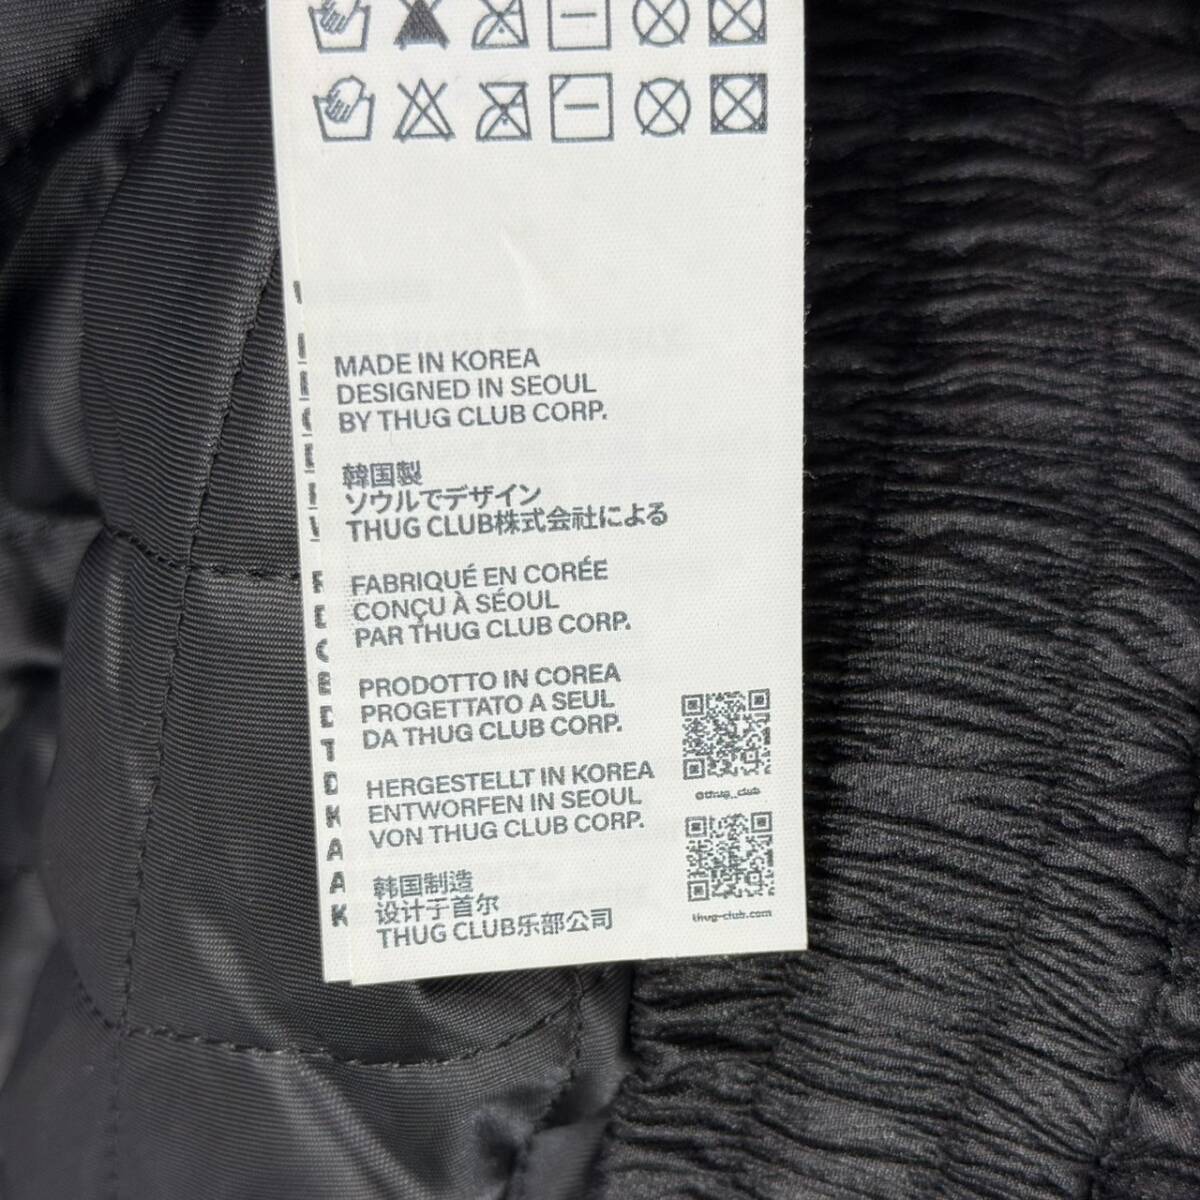 MADE IN KOREA
DESIGNED IN SEOUL
BY THUG CLUB CORP.
韓国製
ソウルでデザイン
THUG CLUB株式会社による
FABRIQUÉ EN CORÉE
CONÇU À SÉOUL
PAR THUG CLUB CORP.
PRODOTTO IN COREA
PROGETTATO A SEUL
DA THUG CLUB CORP.
HERGESTELLT IN KOREA
ENTWORFEN IN SEOUL
VON THUG CLUB CORP.
韩国制造
设计于首尔
THUG CLUB乐部公司
@thug_club
thug-club.com